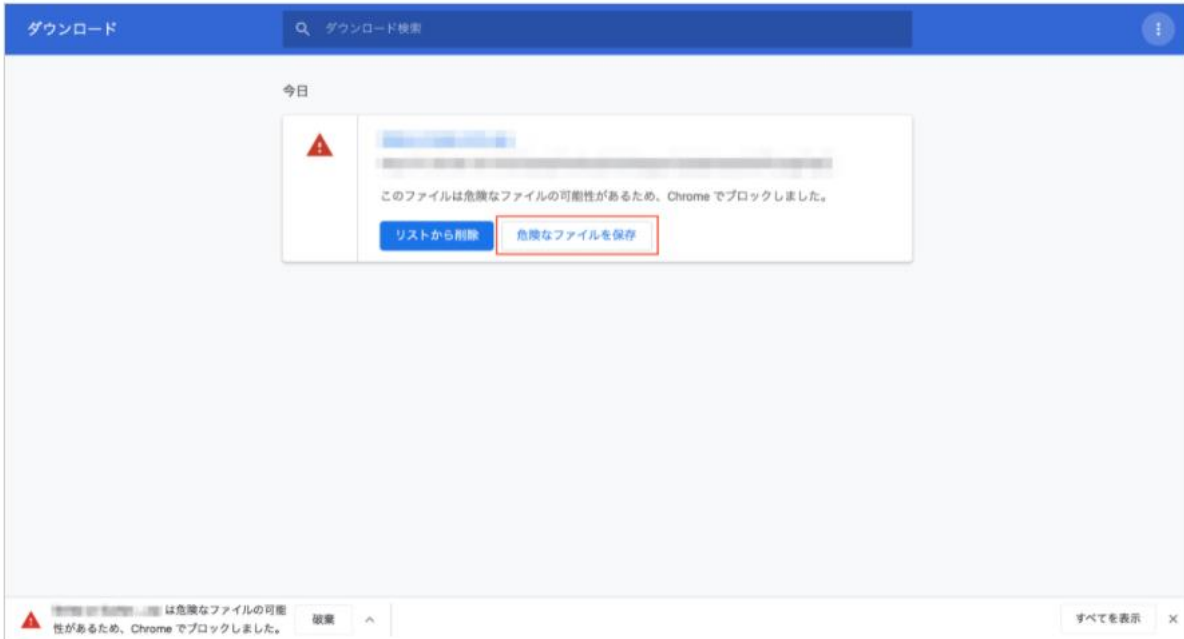 ダウンロード
ダウンロード検索
今日
このファイルは危険なファイルの可能性があるため、Chrome でブロックしました。
リストから削除
危険なファイルを保存
は危険なファイルの可能
性があるため、Chrome でブロックしました。
破棄
すべてを表示